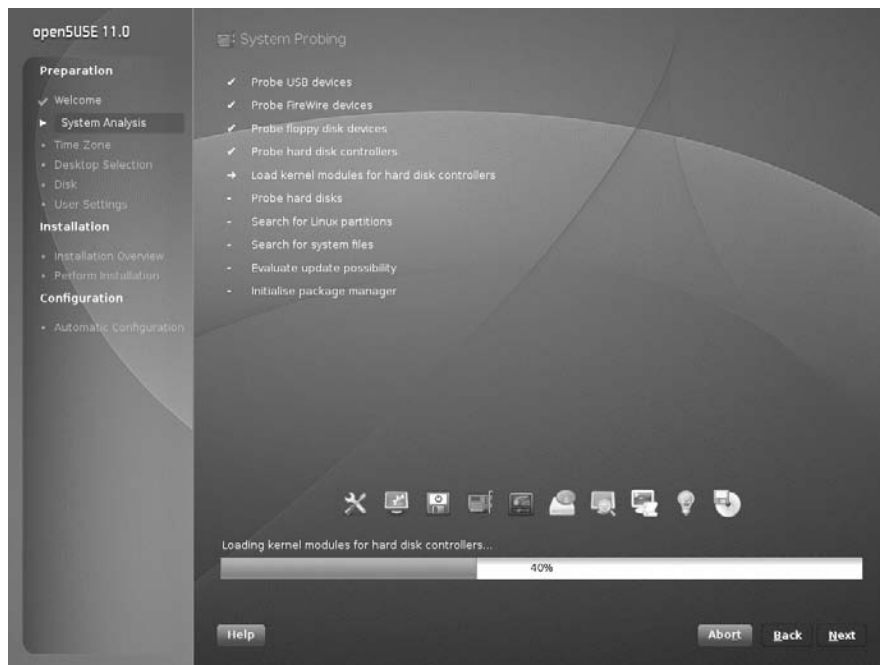 openSUSE 11.0
Preparation
Welcome
System Analysis
Time Zone
Desktop Selection
Disk
User Settings
Installation
Installation Overview
Perform Installation
Configuration
Automatic Configuration
System Probing
Probe USB devices
Probe FireWire devices
Probe floppy disk devices
Probe hard disk controllers
Load kernel modules for hard disk controllers
Probe hard disks
Search for Linux partitions
Search for system files
Evaluate update possibility
Initialise package manager
Loading kernel modules for hard disk controllers...
40%
Help
Abort
Back
Next